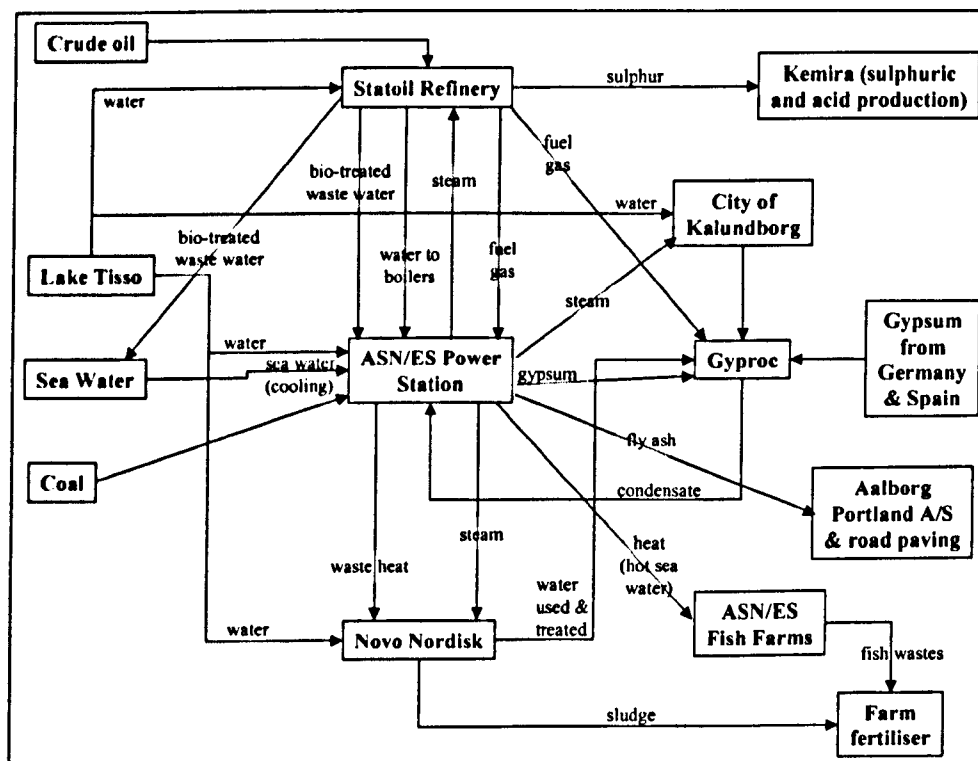 Crude oil
Statoil Refinery
sulphur
Kemira (sulphuric
and acid production)
water
fuel
gas
bio-treated
waste water
steam
water
City of
Kalundborg
bio-treated
waste water
water to
boilers
fuel
gas
Lake Tisso
steam
Gypsum
from
Germany
& Spain
water
ASN/ES Power
Station
Gyproc
Sea Water
sea water
(cooling)
gypsum
fly ash
Coal
condensate
Aalborg
Portland A/S
& road paving
steam
heat
(hot sea
water)
waste heat
water
used &
treated
ASN/ES
Fish Farms
water
Novo Nordisk
fish wastes
sludge
Farm
fertiliser